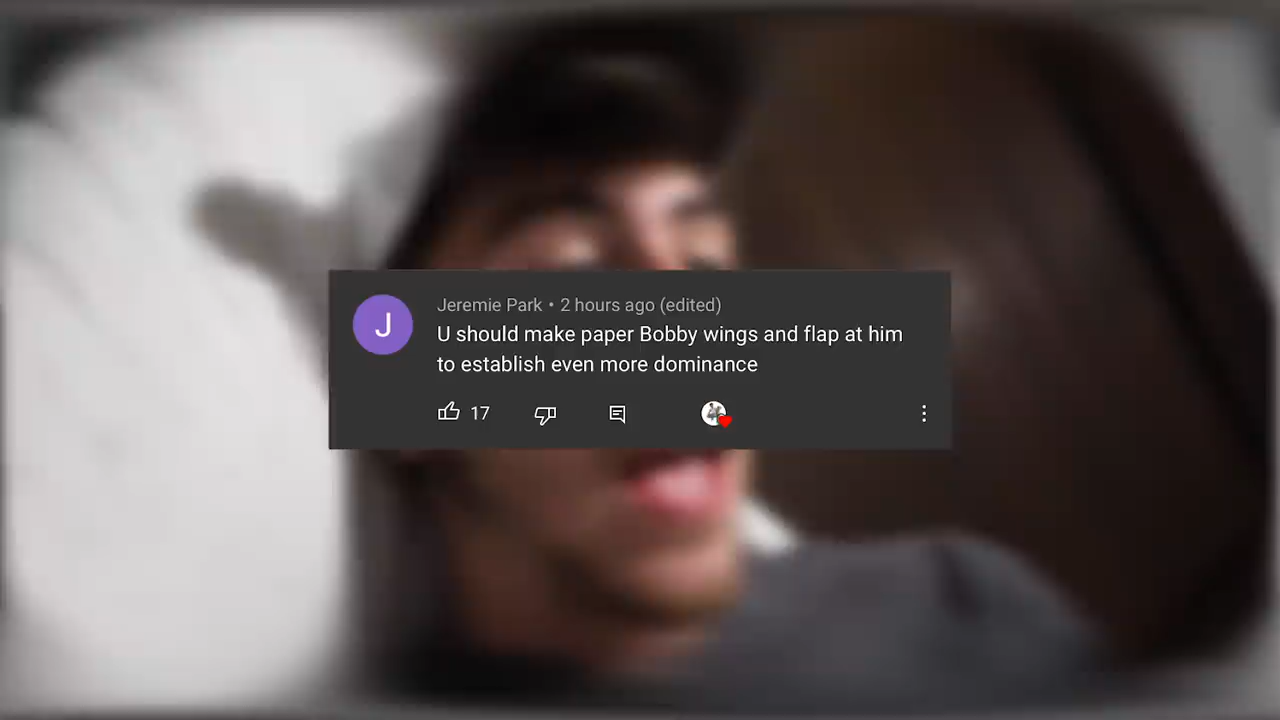 J
Jeremie Park • 2 hours ago (edited)
U should make paper Bobby wings and flap at him
to establish even more dominance
17